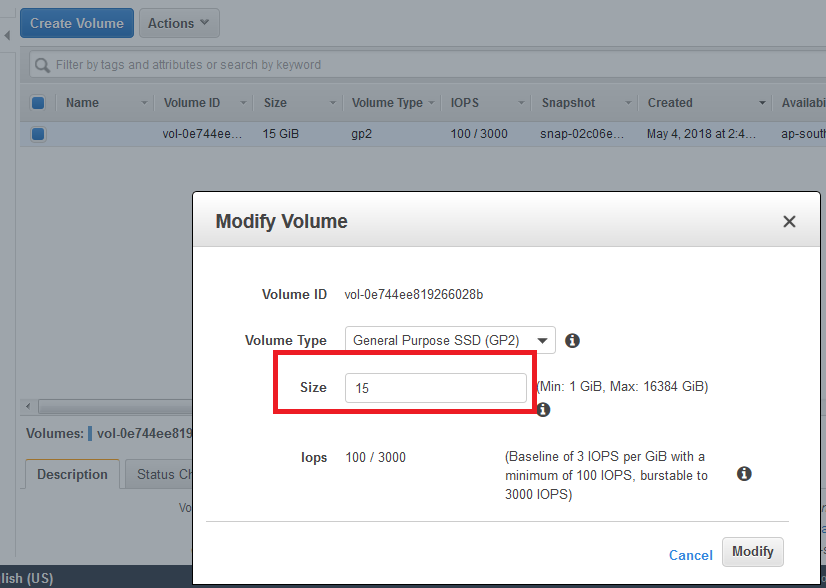 Create Volume Actions
Filter by tags and attributes or search by keyword
Name Volume ID Size Volume Type IOPS Snapshot Created Availabi
vol-0e744ee... 15 GiB gp2 100 / 3000 snap-02c06e... May 4, 2018 at 2:4... ap-south
Modify Volume
Volume ID vol-0e744ee819266028b
Volume Type General Purpose SSD (GP2)
Size 15 (Min: 1 GiB, Max: 16384 GiB)
Volumes: vol-0e744ee819
Iops 100 / 3000 (Baseline of 3 IOPS per GiB with a
minimum of 100 IOPS, burstable to
3000 IOPS)
Description Status Ch
Vo
Cancel Modify
lish (US)